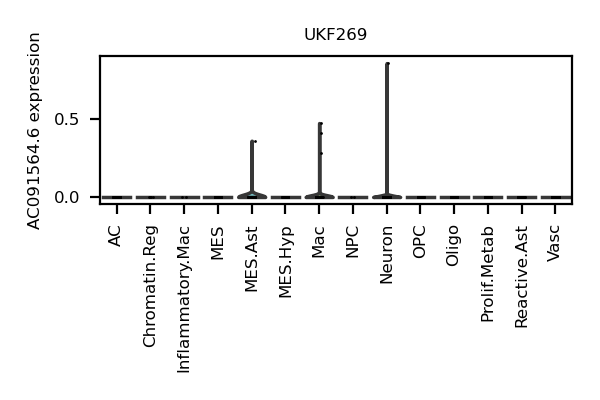 UKF269
AC091564.6 expression
0.5
0.0
AC
Chromatin.Reg
Inflammatory.Mac
MES
MES.Ast
MES.Hyp
Mac
NPC
Neuron
OPC
Oligo
Prolif.Metab
Reactive.Ast
Vasc